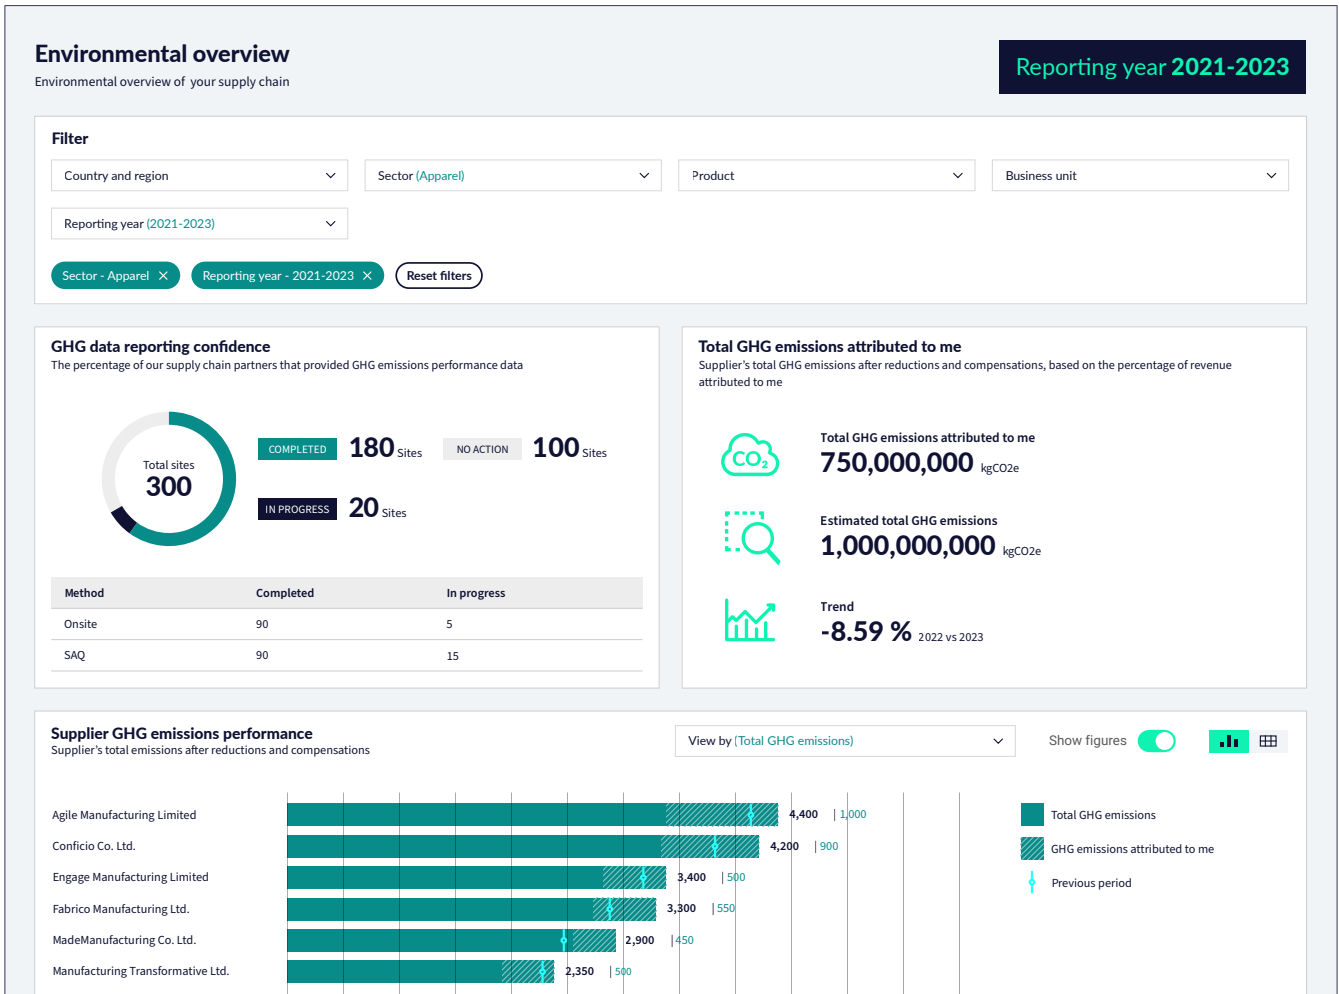 Environmental overview
Environmental overview of your supply chain
Reporting year 2021-2023
Filter
Country and region
Sector (Apparel)
Product
Business unit
Reporting year (2021-2023)
Sector - Apparel
Reporting year - 2021-2023
Reset filters
GHG data reporting confidence
The percentage of our supply chain partners that provided GHG emissions performance data
Total sites
300
COMPLETED 180 Sites
NO ACTION 100 Sites
IN PROGRESS 20 Sites
Method Completed In progress
Onsite 90 5
SAQ 90 15
Total GHG emissions attributed to me
Supplier's total GHG emissions after reductions and compensations, based on the percentage of revenue
attributed to me
CO2
Total GHG emissions attributed to me
750,000,000 kgCO2e
Estimated total GHG emissions
1,000,000,000 kgCO2e
Trend
-8.59 % 2022 vs 2023
Supplier GHG emissions performance
Supplier's total emissions after reductions and compensations
View by (Total GHG emissions)
Show figures
Agile Manufacturing Limited 4,400 | 1,000
Conficio Co. Ltd. 4,200 | 900
Engage Manufacturing Limited 3,400 | 500
Fabrico Manufacturing Ltd. 3,300 | 550
MadeManufacturing Co. Ltd. 2,900 | 450
Manufacturing Transformative Ltd. 2,350 | 500
Total GHG emissions
GHG emissions attributed to me
Previous period